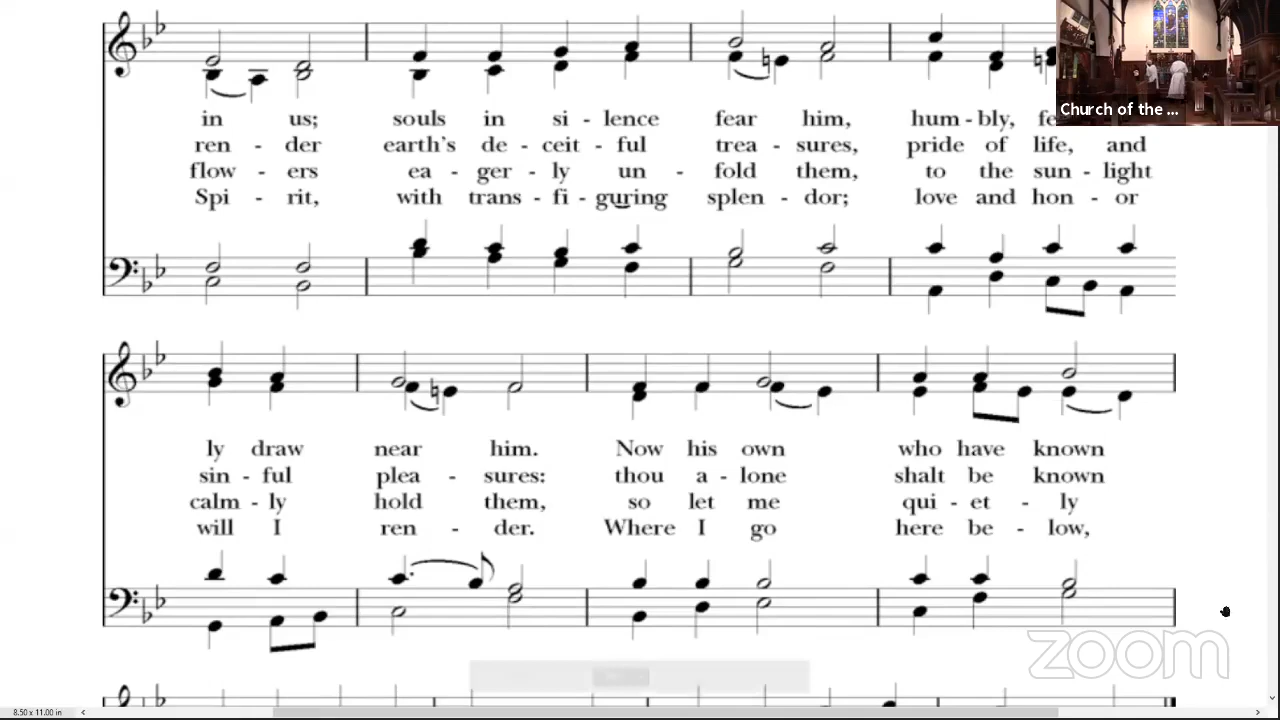 in us; souls in si - lence fear him, hum - bly,
ren - der earth's de - ceit - ful trea - sures, pride of life, and
flow - ers ea - ger - ly un - fold them, to the sun - light
Spi - rit, with trans - fi - guring splen - dor; love and hon - or
Church of the ...
ly draw near him. Now his own who have known
sin - ful plea - sures: thou a - lone shalt be known
calm - ly hold them, so let me qui - et - ly
will I ren - der. Where I go here be - low,
zoom
8.50 x 11.00 in